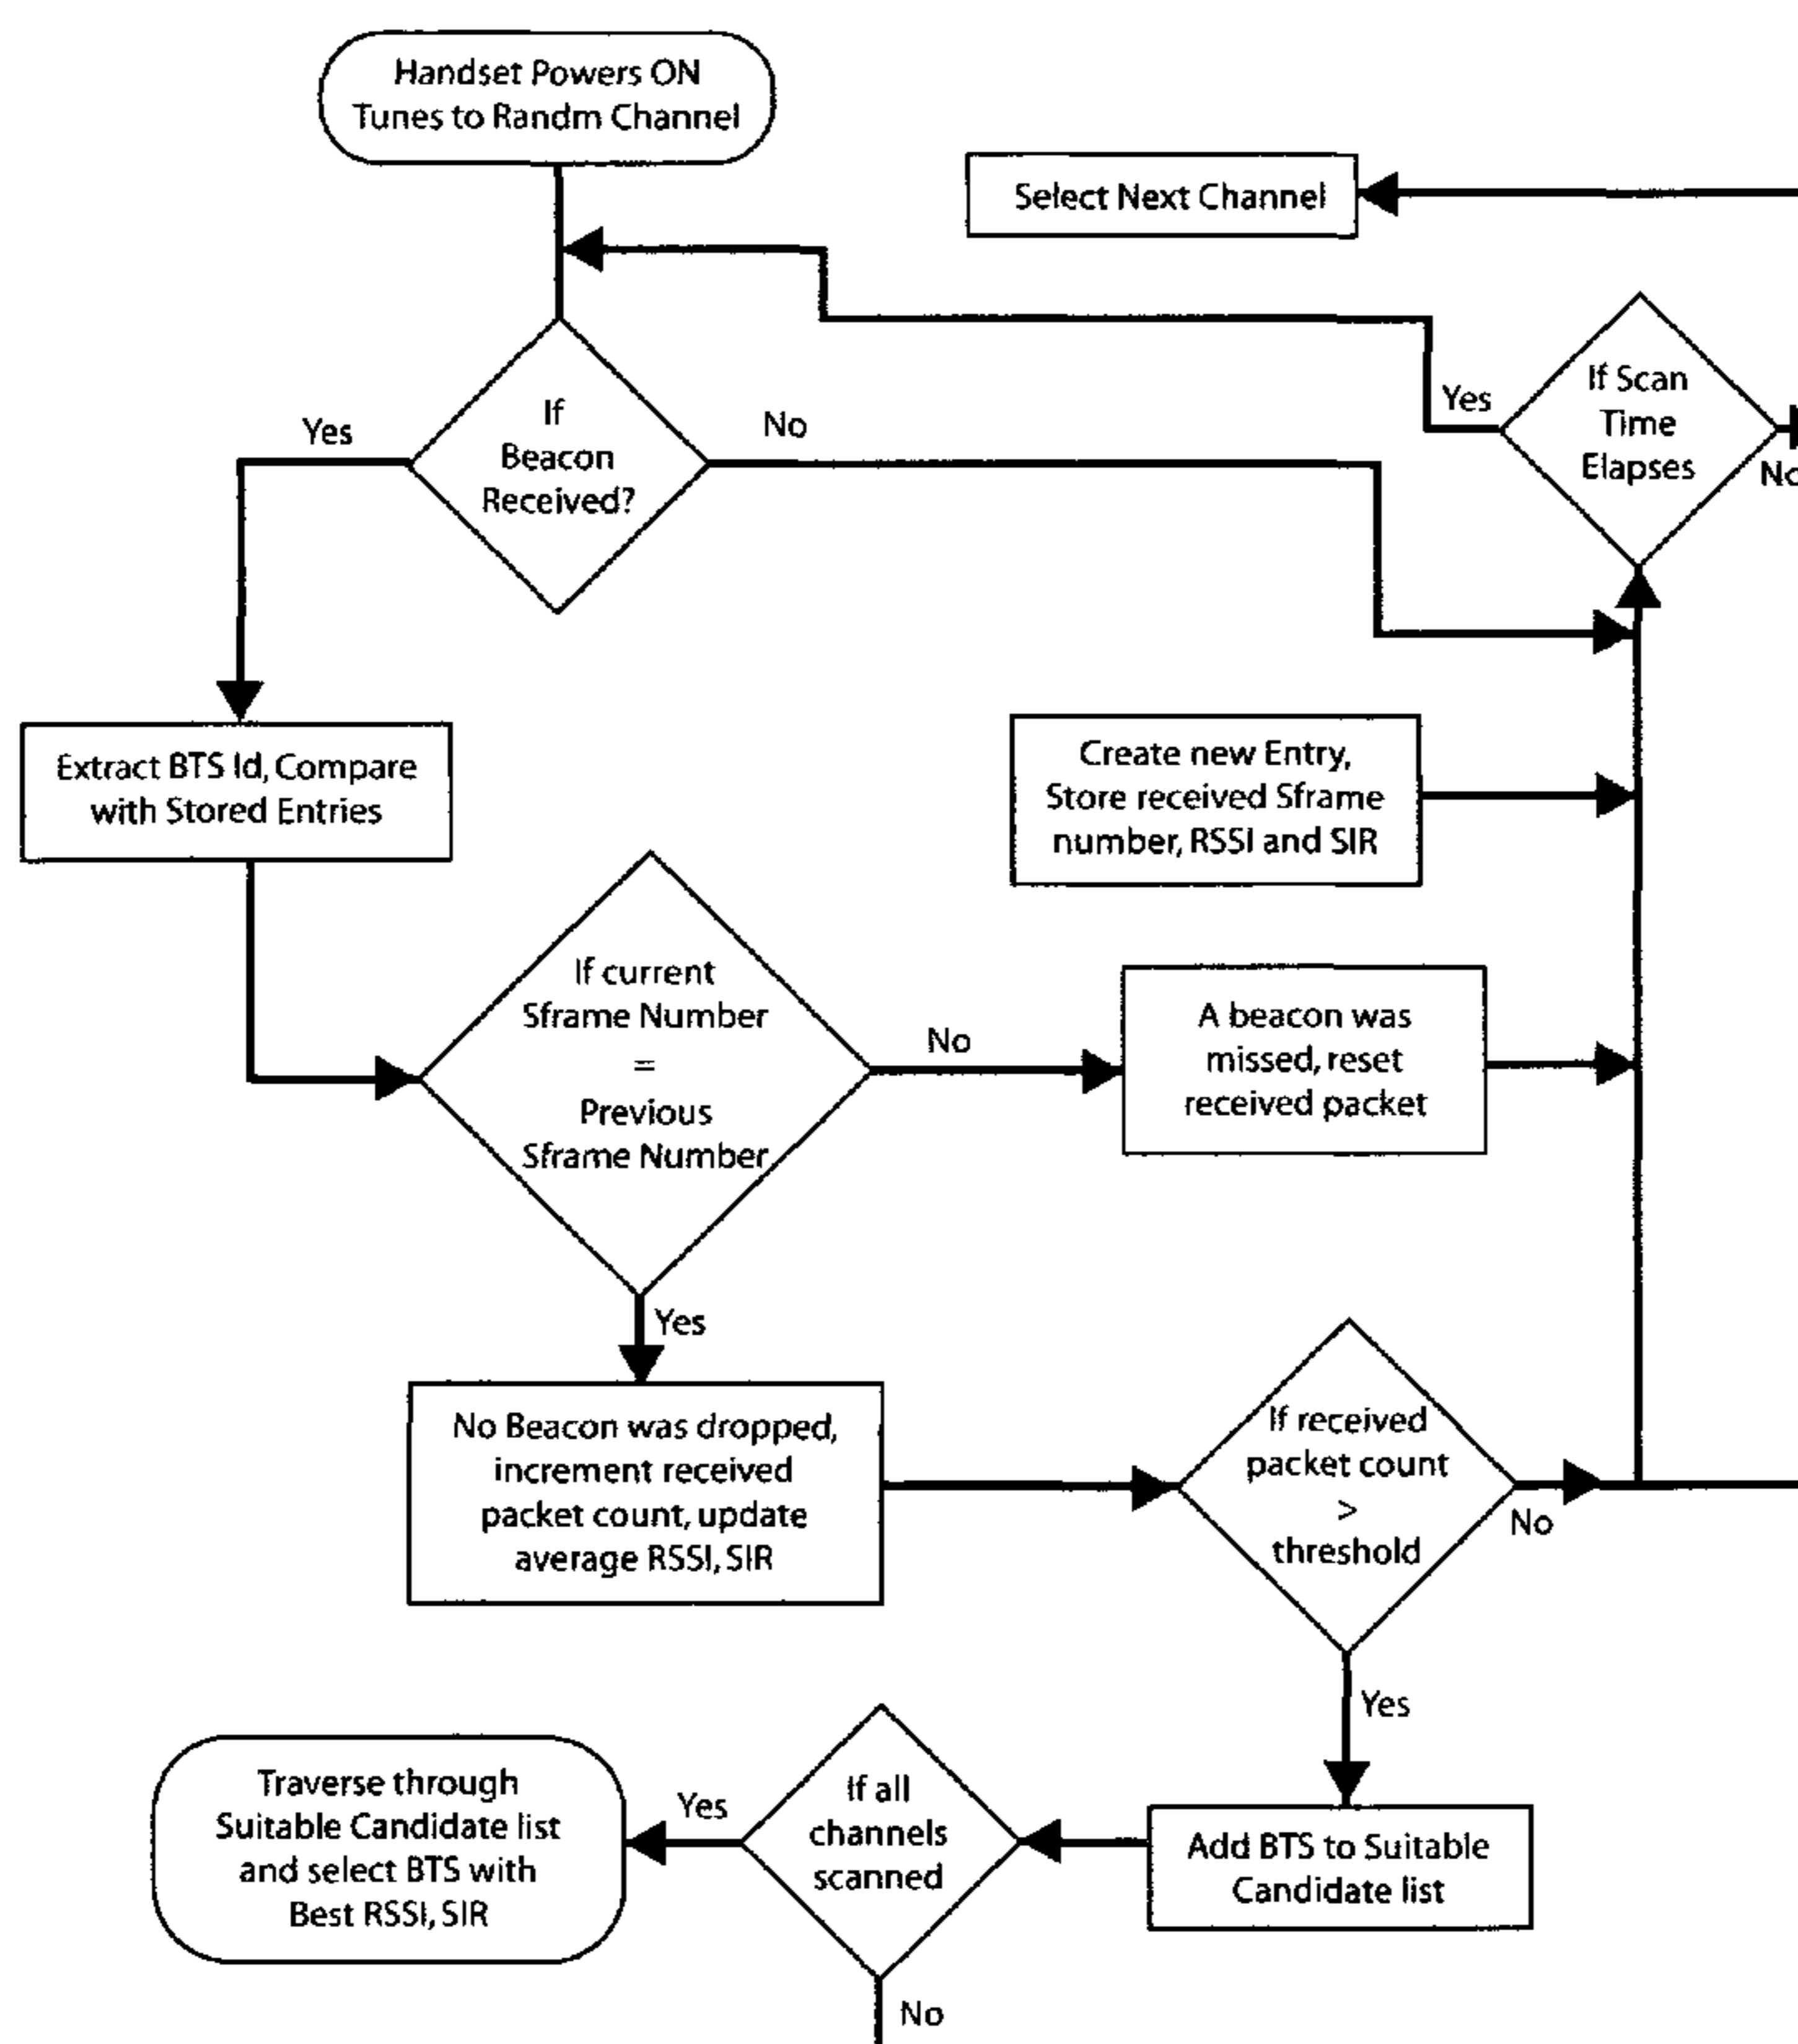 Handset Powers ON
Tunes to Randm Channel
Select Next Channel
If Scan
Time
Elapses
Yes
No
If
Beacon
Received?
Yes
No
Extract BTS Id, Compare
with Stored Entries
Create new Entry,
Store received Sframe
number, RSSI and SIR
If current
Sframe Number
=
Previous
Sframe Number
No
A beacon was
missed, reset
received packet
Yes
No Beacon was dropped,
increment received
packet count, update
average RSSI, SIR
If received
packet count
>
threshold
No
Yes
Traverse through
Suitable Candidate list
and select BTS with
Best RSSI, SIR
Yes
If all
channels
scanned
Add BTS to Suitable
Candidate list
No